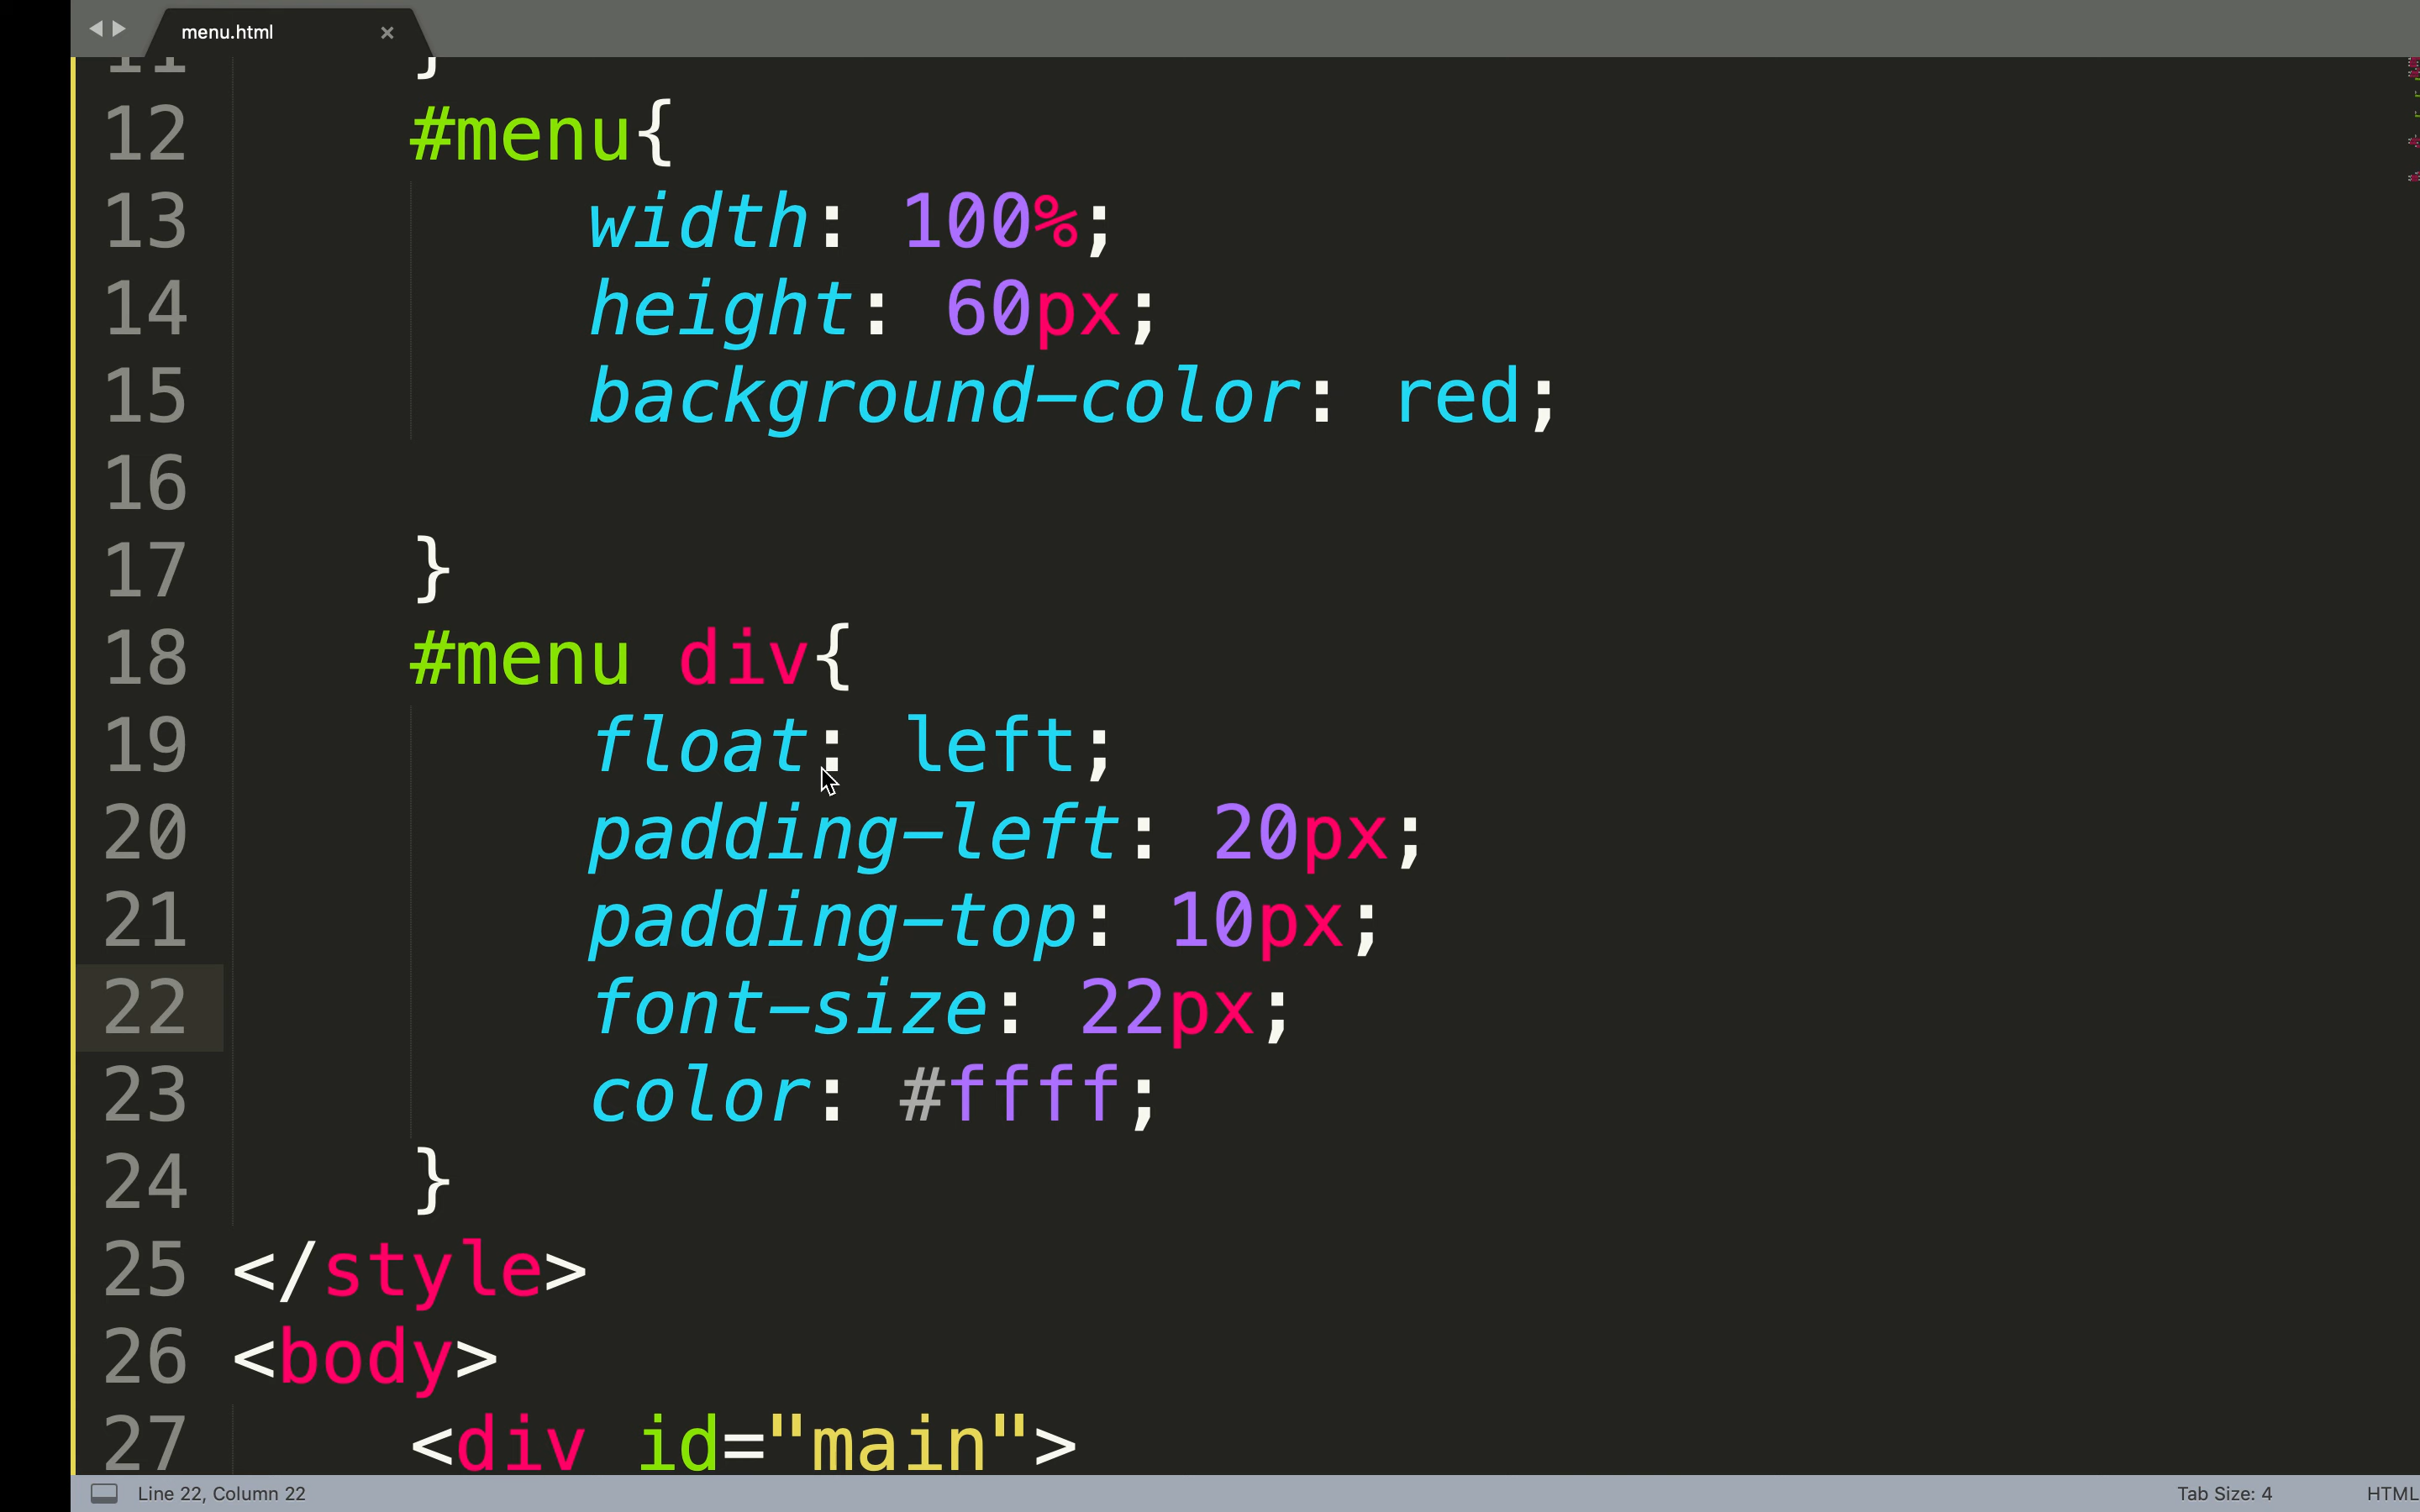 menu.html
11 }
12 #menu{
13 width: 100%;
14 height: 60px;
15 background-color: red;
16
17 }
18 #menu div{
19 float: left;
20 padding-left: 20px;
21 padding-top: 10px;
22 font-size: 22px;
23 color: #ffff;
24 }
25 </style>
26 <body>
27 <div id="main">
Line 22, Column 22
Tab Size: 4
HTML